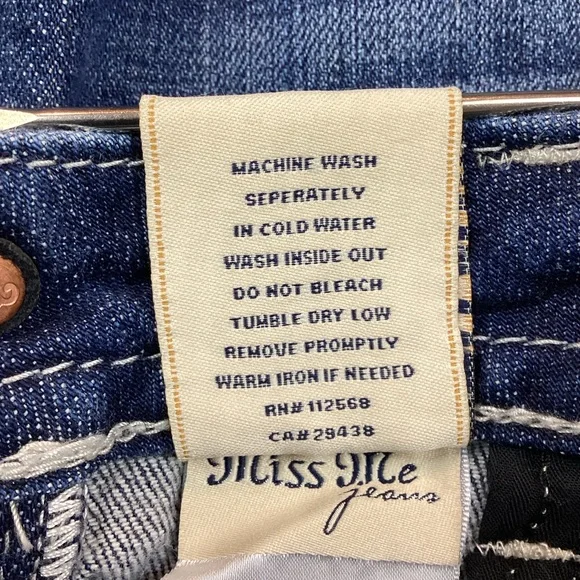 MACHINE WASH
SEPERATELY
IN COLD WATER
WASH INSIDE OUT
DO NOT BLEACH
TUMBLE DRY LOW
REMOVE PROMPTLY
WARM IRON IF NEEDED
RN# 112568
CA# 29438
Miss Me
jeans